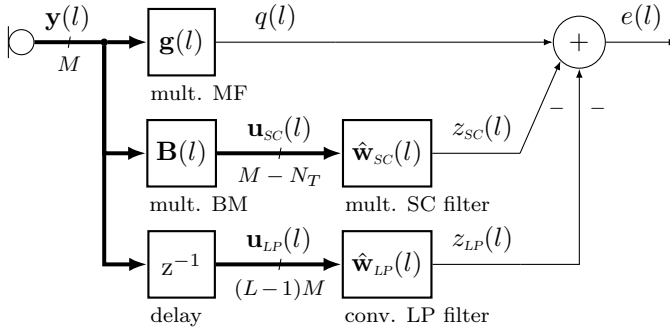 y(l)
M
g(l)
mult. MF
q(l)
+
e(l)
B(l)
mult. BM
u_SC(l)
M − N_T
ŵ_SC(l)
mult. SC filter
z_SC(l)
−
−
z⁻¹
delay
u_LP(l)
(L−1)M
ŵ_LP(l)
conv. LP filter
z_LP(l)